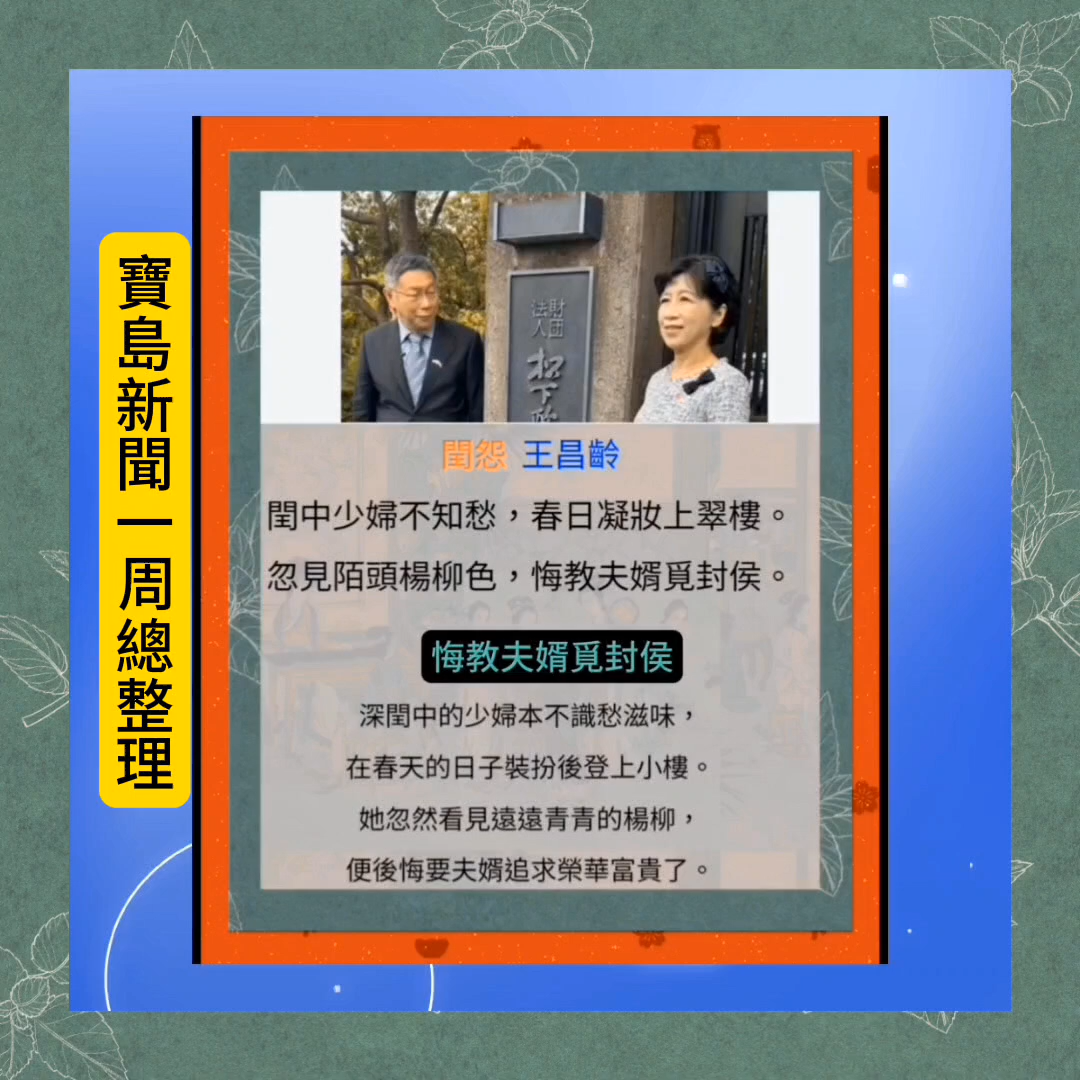 寶島新聞一周總整理
財団
法人
松下
閨怨 王昌齡
閨中少婦不知愁，春日凝妝上翠樓。
忽見陌頭楊柳色，悔教夫婿覓封侯。
悔教夫婿覓封侯
深閨中的少婦本不識愁滋味，
在春天的日子裝扮後登上小樓。
她忽然看見遠遠青青的楊柳，
便後悔要夫婿追求榮華富貴了。